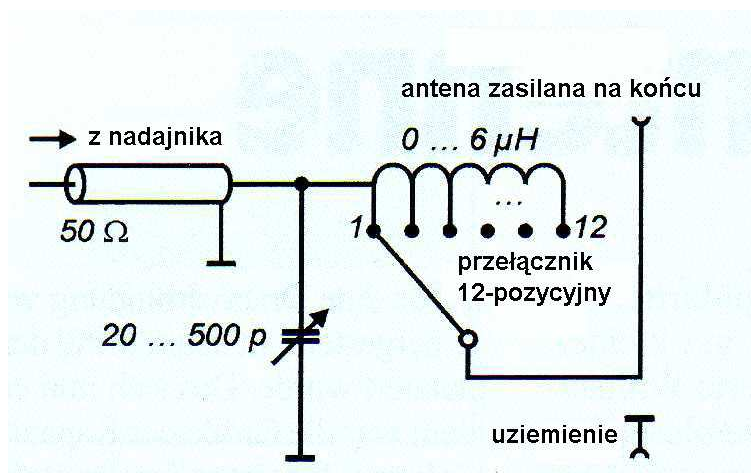 antena zasilana na końcu
z nadajnika
0 ... 6 µH
50 Ω
...
1
12
przełącznik
12-pozycyjny
20 ... 500 p
uziemienie